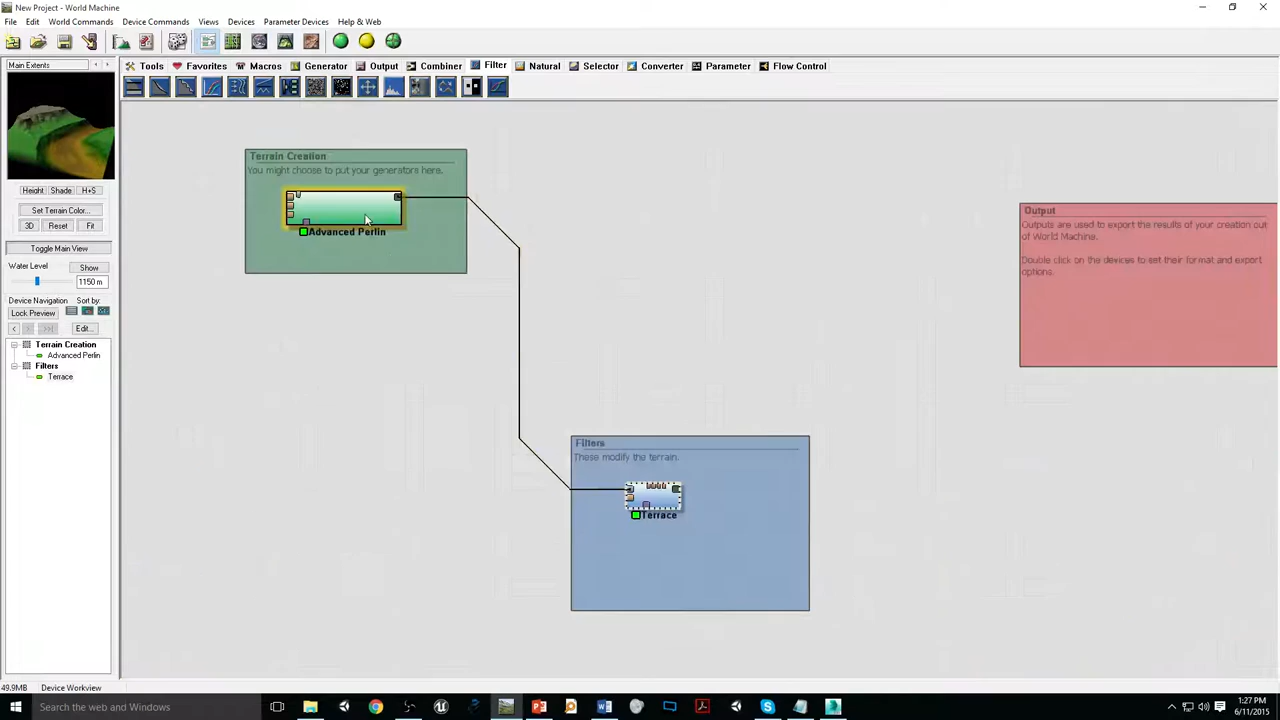 New Project - World Machine
File Edit World Commands Device Commands Views Devices Parameter Devices Help & Web
Main Extents
Tools Favorites Macros Generator Output Combiner Filter Natural Selector Converter Parameter Flow Control
Height Shade H+S
Set Terrain Color...
3D Reset Fit
Toggle Main View
Water Level Show
1150 m
Device Navigation Sort by:
Lock Preview
< > >>| Edit...
Terrain Creation
Advanced Perlin
Filters
Terrace
Terrain Creation
You might choose to put your generators here.
Advanced Perlin
Output
Outputs are used to export the results of your creation out
of World Machine.
Double click on the devices to set their format and export
options.
Filters
These modify the terrain.
Terrace
49.9MB Device Workview
Search the web and Windows
1:27 PM
6/11/2015